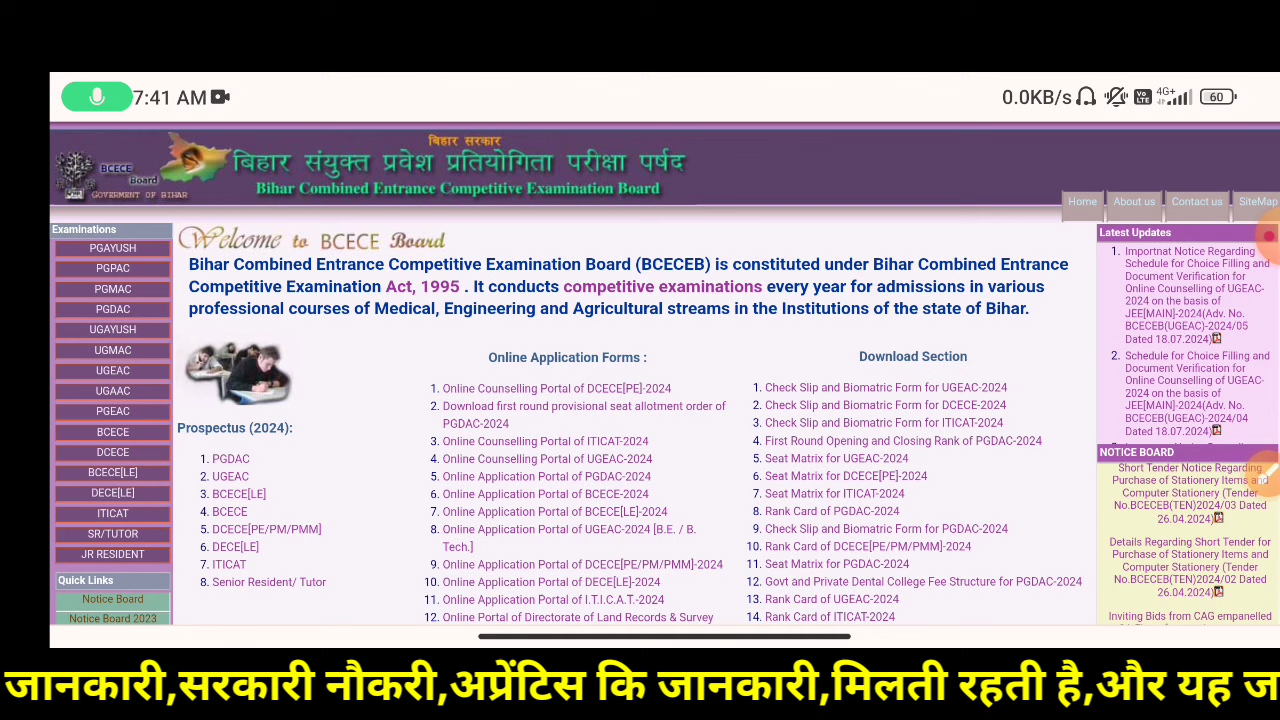 7:41 AM
0.0KB/s
4G+
Vo LTE
60
बिहार सरकार
बिहार संयुक्त प्रवेश प्रतियोगिता परीक्षा पर्षद
Bihar Combined Entrance Competitive Examination Board
BCECE
Board
GOVERMENT OF BIHAR
Home
About us
Contact us
SiteMap
Examinations
PGAYUSH
PGPAC
PGMAC
PGDAC
UGAYUSH
UGMAC
UGEAC
UGAAC
PGEAC
BCECE
DCECE
BCECE[LE]
DECE[LE]
ITICAT
SR/TUTOR
JR RESIDENT
Quick Links
Notice Board
Notice Board 2023
Welcome to BCECE Board
Bihar Combined Entrance Competitive Examination Board (BCECEB) is constituted under Bihar Combined Entrance
Competitive Examination Act, 1995 . It conducts competitive examinations every year for admissions in various
professional courses of Medical, Engineering and Agricultural streams in the Institutions of the state of Bihar.
Prospectus (2024):
1. PGDAC
2. UGEAC
3. BCECE[LE]
4. BCECE
5. DCECE[PE/PM/PMM]
6. DECE[LE]
7. ITICAT
8. Senior Resident/ Tutor
Online Application Forms :
1. Online Counselling Portal of DCECE[PE]-2024
2. Download first round provisional seat allotment order of
PGDAC-2024
3. Online Counselling Portal of ITICAT-2024
4. Online Counselling Portal of UGEAC-2024
5. Online Application Portal of PGDAC-2024
6. Online Application Portal of BCECE-2024
7. Online Application Portal of BCECE[LE]-2024
8. Online Application Portal of UGEAC-2024 [B.E. / B.
Tech.]
9. Online Application Portal of DCECE[PE/PM/PMM]-2024
10. Online Application Portal of DECE[LE]-2024
11. Online Application Portal of I.T.I.C.A.T.-2024
12. Online Portal of Directorate of Land Records & Survey
Download Section
1. Check Slip and Biomatric Form for UGEAC-2024
2. Check Slip and Biomatric Form for DCECE-2024
3. Check Slip and Biomatric Form for ITICAT-2024
4. First Round Opening and Closing Rank of PGDAC-2024
5. Seat Matrix for UGEAC-2024
6. Seat Matrix for DCECE[PE]-2024
7. Seat Matrix for ITICAT-2024
8. Rank Card of PGDAC-2024
9. Check Slip and Biomatric Form for PGDAC-2024
10. Rank Card of DCECE[PE/PM/PMM]-2024
11. Seat Matrix for PGDAC-2024
12. Govt and Private Dental College Fee Structure for PGDAC-2024
13. Rank Card of UGEAC-2024
14. Rank Card of ITICAT-2024
Latest Updates
1. Importnat Notice Regarding
Schedule for Choice Filling and
Document Verification for
Online Counselling of UGEAC-
2024 on the basis of
JEE[MAIN]-2024(Adv. No.
BCECEB(UGEAC)-2024/05
Dated 18.07.2024)
2. Schedule for Choice Filling and
Document Verification for
Online Counselling of UGEAC-
2024 on the basis of
JEE[MAIN]-2024(Adv. No.
BCECEB(UGEAC)-2024/04
Dated 18.07.2024)
NOTICE BOARD
Short Tender Notice Regarding
Purchase of Stationery Items and
Computer Stationery (Tender
No.BCECEB(TEN)2024/03 Dated
26.04.2024)
Details Regarding Short Tender for
Purchase of Stationery Items and
Computer Stationery (Tender
No.BCECEB(TEN)2024/02 Dated
26.04.2024)
Inviting Bids from CAG empanelled
जानकारी,सरकारी नौकरी,अप्रेंटिस कि जानकारी,मिलती रहती है,और यह ज